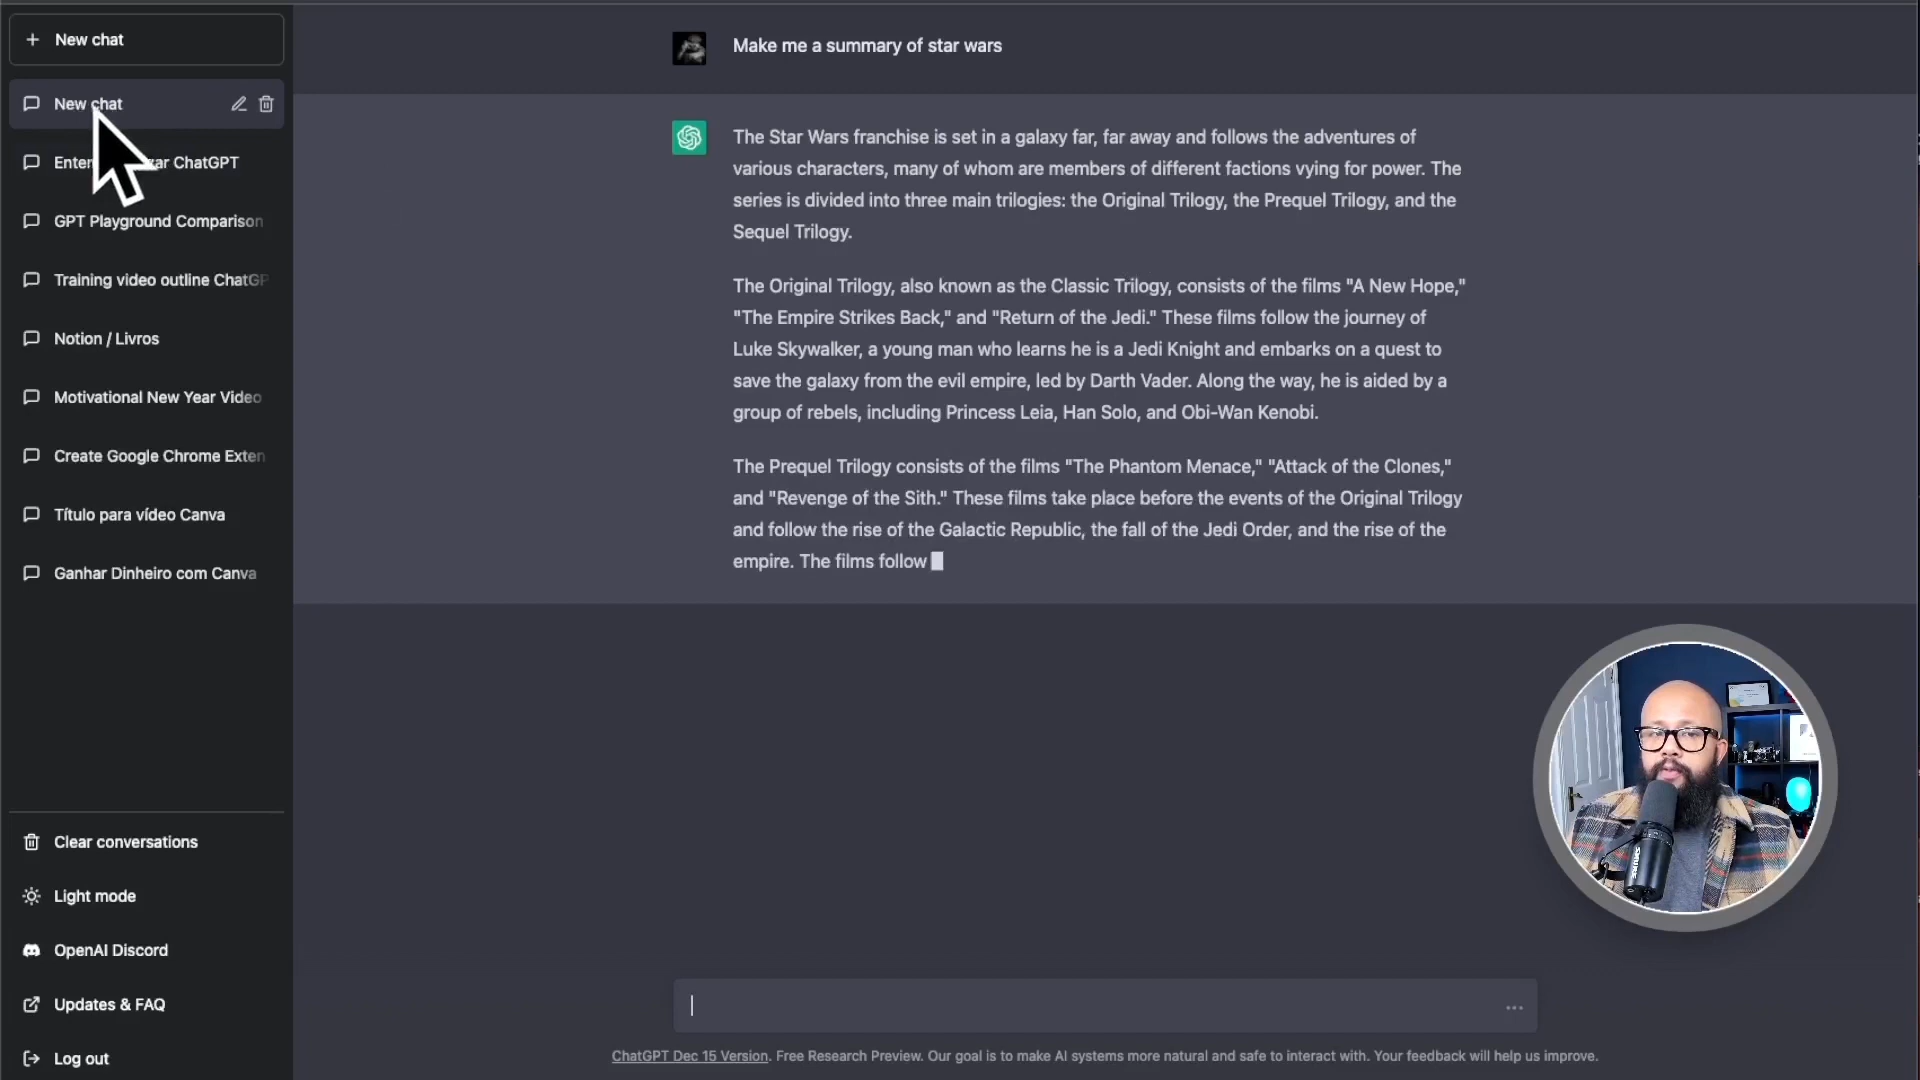 New chat
New chat
Enten zar ChatGPT
GPT Playground Comparison
Training video outline ChatGP
Notion / Livros
Motivational New Year Video
Create Google Chrome Exten
Título para vídeo Canva
Ganhar Dinheiro com Canva
Clear conversations
Light mode
OpenAI Discord
Updates & FAQ
Log out
Make me a summary of star wars
The Star Wars franchise is set in a galaxy far, far away and follows the adventures of
various characters, many of whom are members of different factions vying for power. The
series is divided into three main trilogies: the Original Trilogy, the Prequel Trilogy, and the
Sequel Trilogy.
The Original Trilogy, also known as the Classic Trilogy, consists of the films "A New Hope,"
"The Empire Strikes Back," and "Return of the Jedi." These films follow the journey of
Luke Skywalker, a young man who learns he is a Jedi Knight and embarks on a quest to
save the galaxy from the evil empire, led by Darth Vader. Along the way, he is aided by a
group of rebels, including Princess Leia, Han Solo, and Obi-Wan Kenobi.
The Prequel Trilogy consists of the films "The Phantom Menace," "Attack of the Clones,"
and "Revenge of the Sith." These films take place before the events of the Original Trilogy
and follow the rise of the Galactic Republic, the fall of the Jedi Order, and the rise of the
empire. The films follow
SHURE
ChatGPT Dec 15 Version. Free Research Preview. Our goal is to make AI systems more natural and safe to interact with. Your feedback will help us improve.